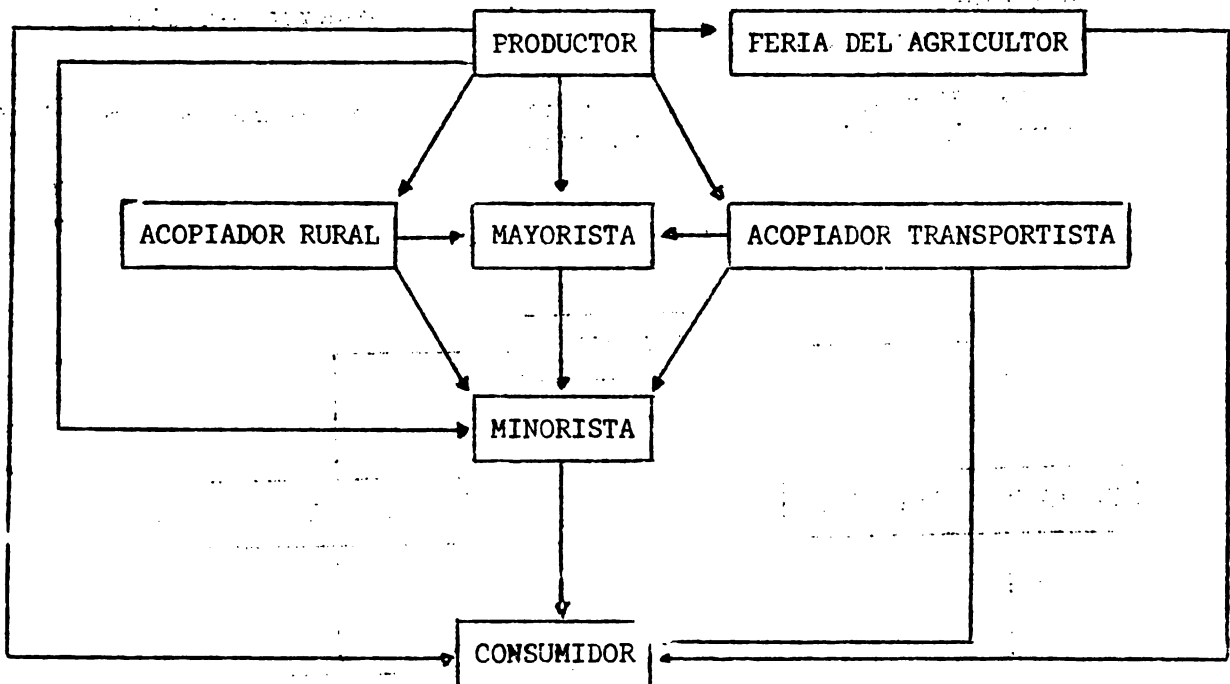 PRODUCTOR
FERIA DEL AGRICULTOR
ACOPIADOR RURAL
MAYORISTA
ACOPIADOR TRANSPORTISTA
MINORISTA
CONSUMIDOR